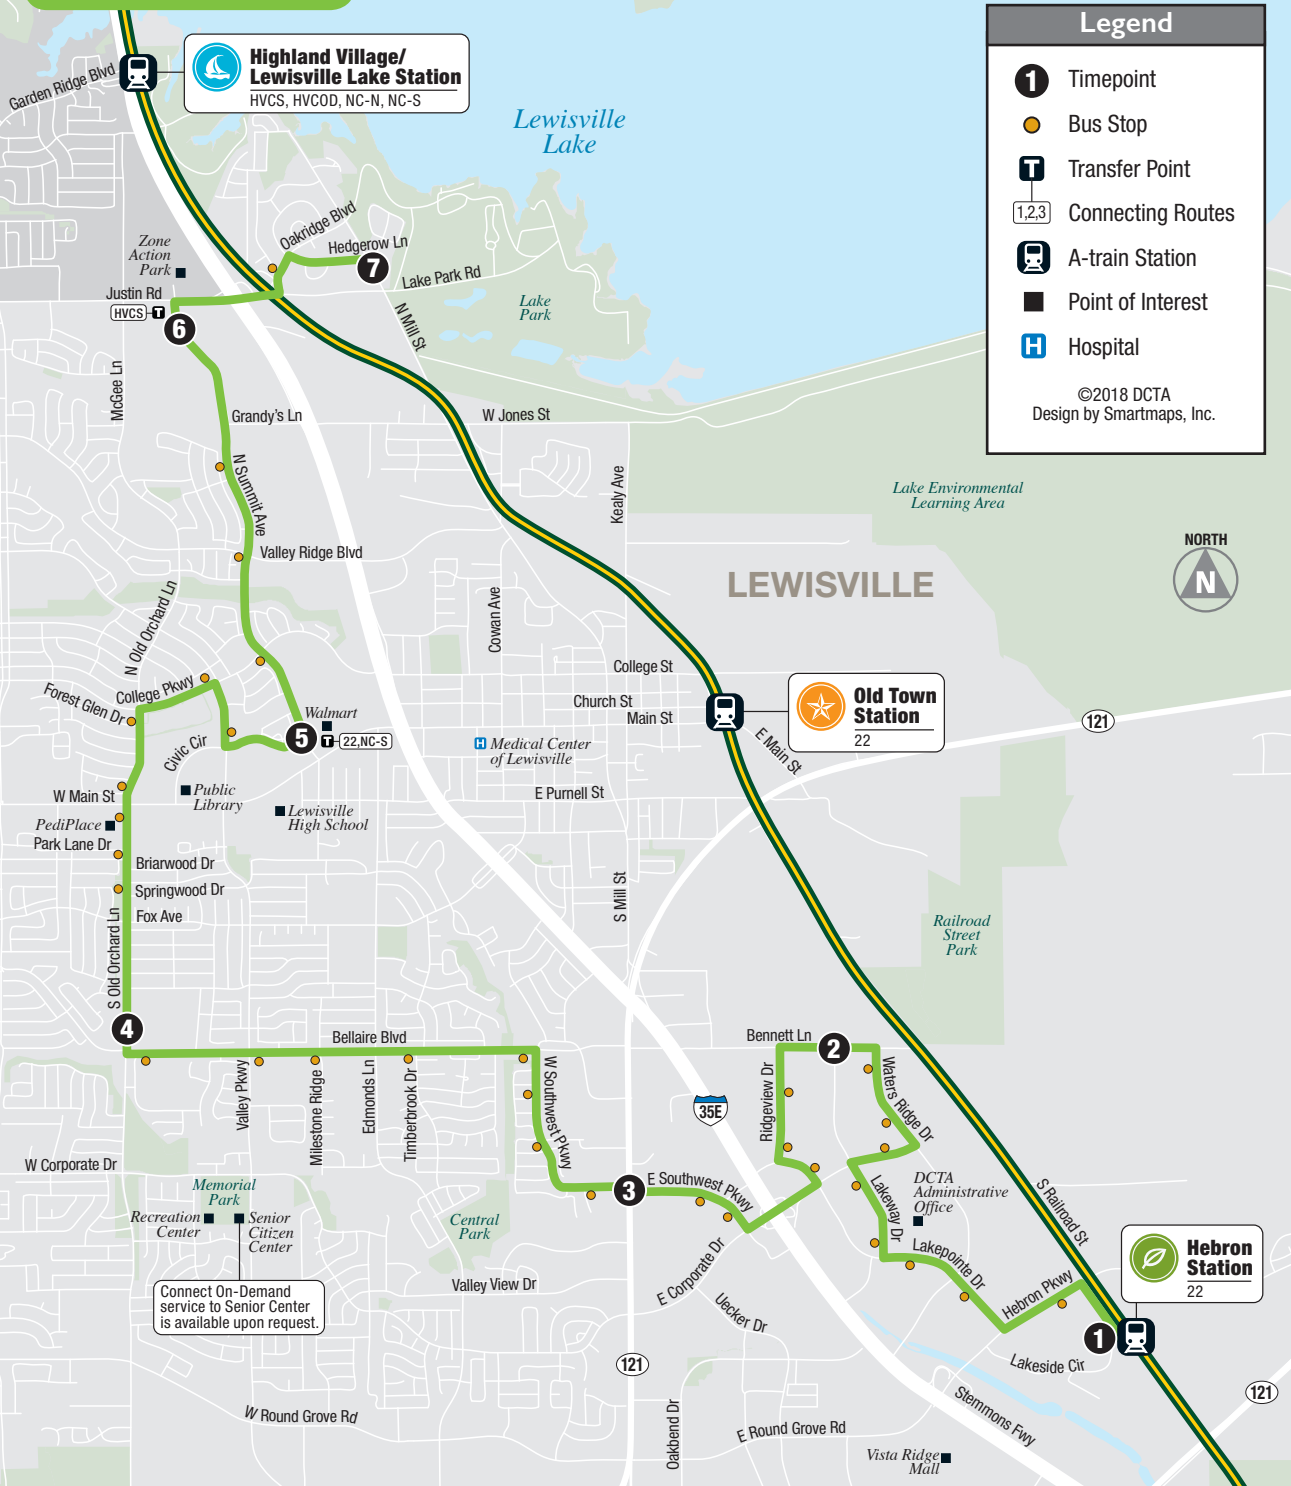 Highland Village/
Lewisville Lake Station
HVCS, HVCOD, NC-N, NC-S
Garden Ridge Blvd
Lewisville
Lake
Legend
1 Timepoint
Bus Stop
T Transfer Point
1,2,3 Connecting Routes
A-train Station
Point of Interest
H Hospital
©2018 DCTA
Design by Smartmaps, Inc.
Zone
Action
Park
Oakridge Blvd
Hedgerow Ln
7
Lake Park Rd
Justin Rd
HVCS T
6
N Mill St
Lake
Park
McGee Ln
Grandy's Ln
W Jones St
N Summit Ave
Kealy Ave
Lake Environmental
Learning Area
NORTH
N
Valley Ridge Blvd
LEWISVILLE
N Old Orchard Ln
Cowan Ave
College St
College Pkwy
Forest Glen Dr
Church St
Main St
Old Town
Station
22
E Main St
121
Walmart
5
T 22,NC-S
Civic Cir
H Medical Center
of Lewisville
Public
Library
W Main St
E Purnell St
PediPlace
Lewisville
High School
Park Lane Dr
Briarwood Dr
Springwood Dr
Fox Ave
S Mill St
S Old Orchard Ln
Railroad
Street
Park
4
Bellaire Blvd
Bennett Ln
2
Valley Pkwy
Milestone Ridge
Edmonds Ln
Timberbrook Dr
W Southwest Pkwy
35E
Ridgeview Dr
Waters Ridge Dr
W Corporate Dr
Memorial
Park
Recreation
Center
Senior
Citizen
Center
3
E Southwest Pkwy
Lakeway Dr
DCTA
Administrative
Office
S Railroad St
Central
Park
E Corporate Dr
Lakepointe Dr
Hebron
Station
22
Hebron Pkwy
Connect On-Demand
service to Senior Center
is available upon request.
Valley View Dr
Uecker Dr
1
Lakeside Cir
121
121
Stemmons Fwy
W Round Grove Rd
Oakbend Dr
E Round Grove Rd
Vista Ridge
Mall